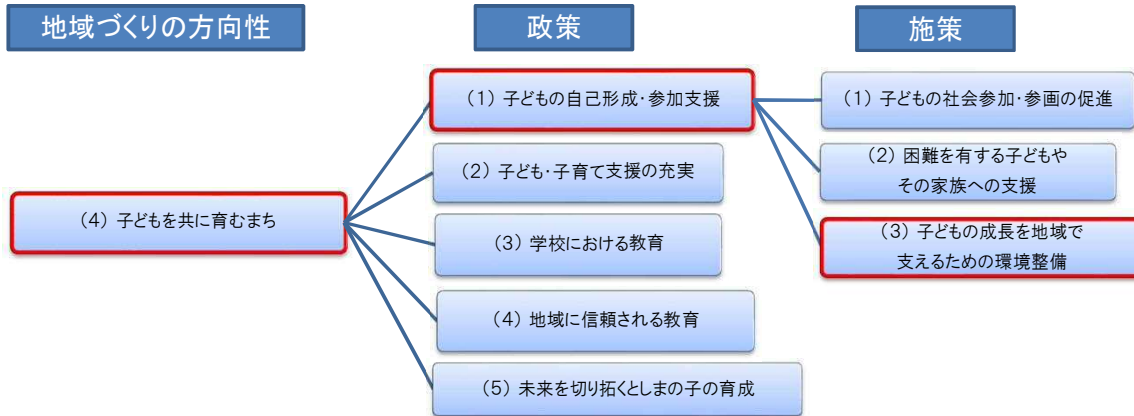 地域づくりの方向性
政策
施策
(4) 子どもを共に育むまち
(1) 子どもの自己形成・参加支援
(2) 子ども・子育て支援の充実
(3) 学校における教育
(4) 地域に信頼される教育
(5) 未来を切り拓くとしまの子の育成
(1) 子どもの社会参加・参画の促進
(2) 困難を有する子どもや
その家族への支援
(3) 子どもの成長を地域で
支えるための環境整備